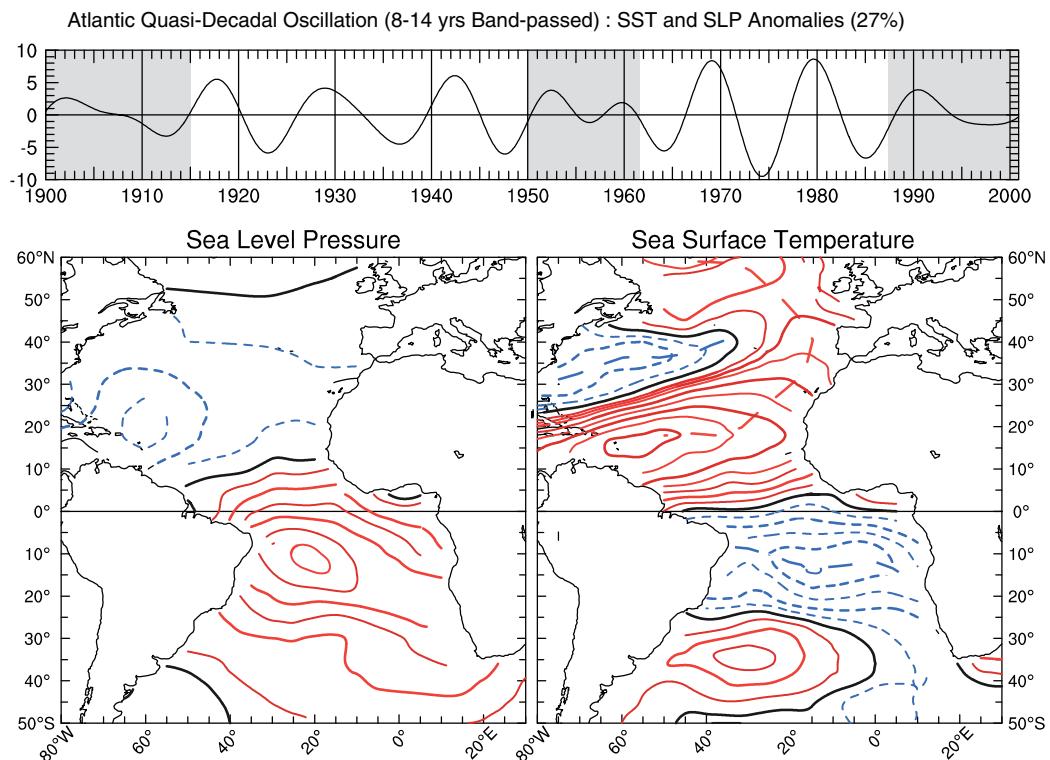 Atlantic Quasi-Decadal Oscillation (8-14 yrs Band-passed) : SST and SLP Anomalies (27%)
10
5
0
-5
-10
1900 1910 1920 1930 1940 1950 1960 1970 1980 1990 2000
Sea Level Pressure Sea Surface Temperature
60°N 60°N
50° 50°
40° 40°
30° 30°
20° 20°
10° 10°
0° 0°
10° 10°
20° 20°
30° 30°
40° 40°
50°S 50°S
80°W 60° 40° 20° 0° 20°E 80°W 60° 40° 20° 0° 20°E